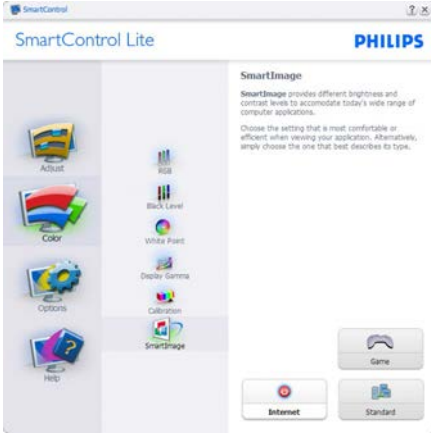 SmartControl
SmartControl Lite
PHILIPS
Adjust
Color
Options
Help
RGB
Black Level
White Point
Display Gamma
Calibration
SmartImage
SmartImage
SmartImage provides different brightness and
contrast levels to accomodate today's wide range of
computer applications.
Choose the setting that is most comfortable or
efficient when viewing your application. Alternatively,
simply choose the one that best describes its type.
Game
Internet
Standard